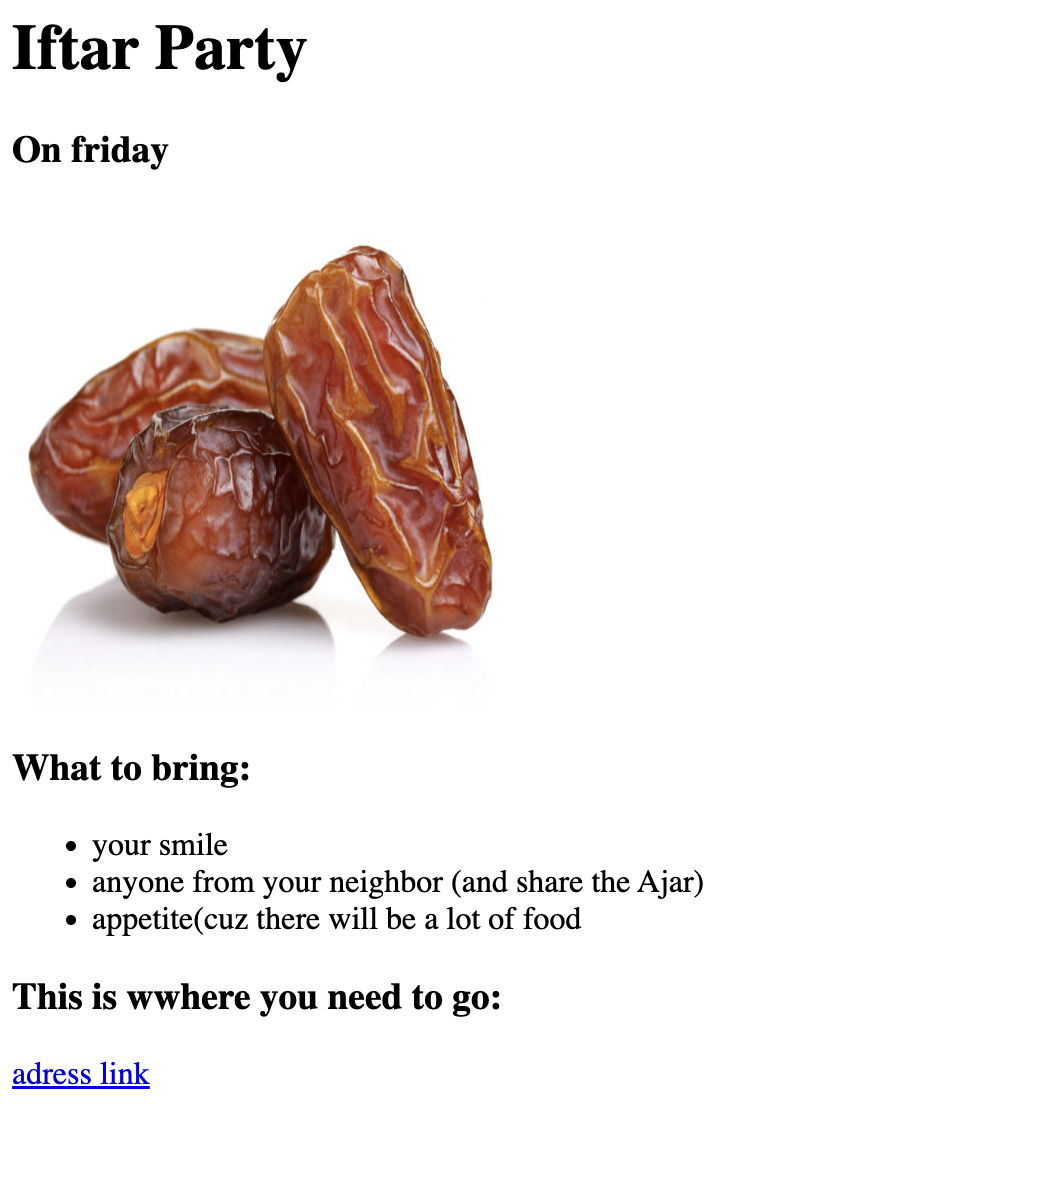 Iftar Party
On friday
What to bring:
your smile
anyone from your neighbor (and share the Ajar)
appetite(cuz there will be a lot of food
This is wwhere you need to go:
adress link